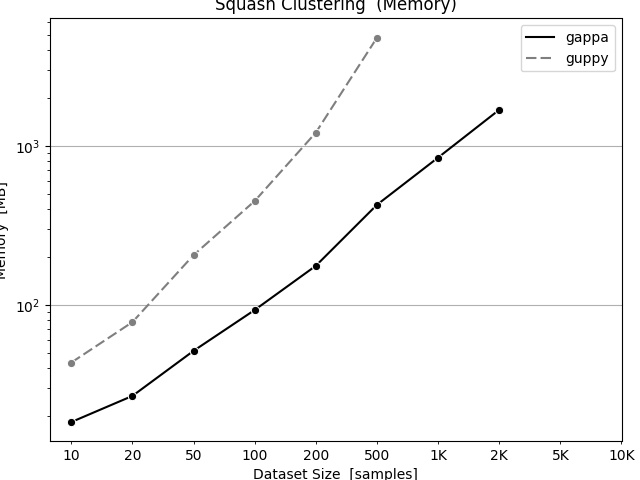 Squash Clustering (Memory)
gappa
guppy
10³
10²
Memory [MB]
10 20 50 100 200 500 1K 2K 5K 10K
Dataset Size [samples]